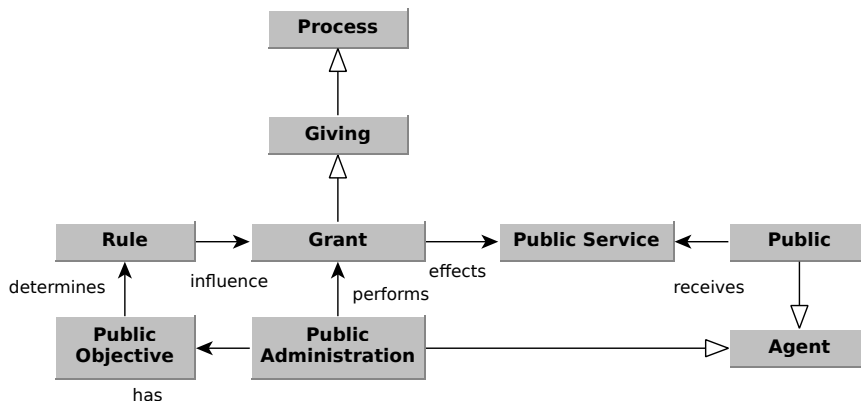 Process
Giving
Rule
Grant
Public Service
Public
determines
influence
performs
effects
receives
Public
Objective
Public
Administration
Agent
has